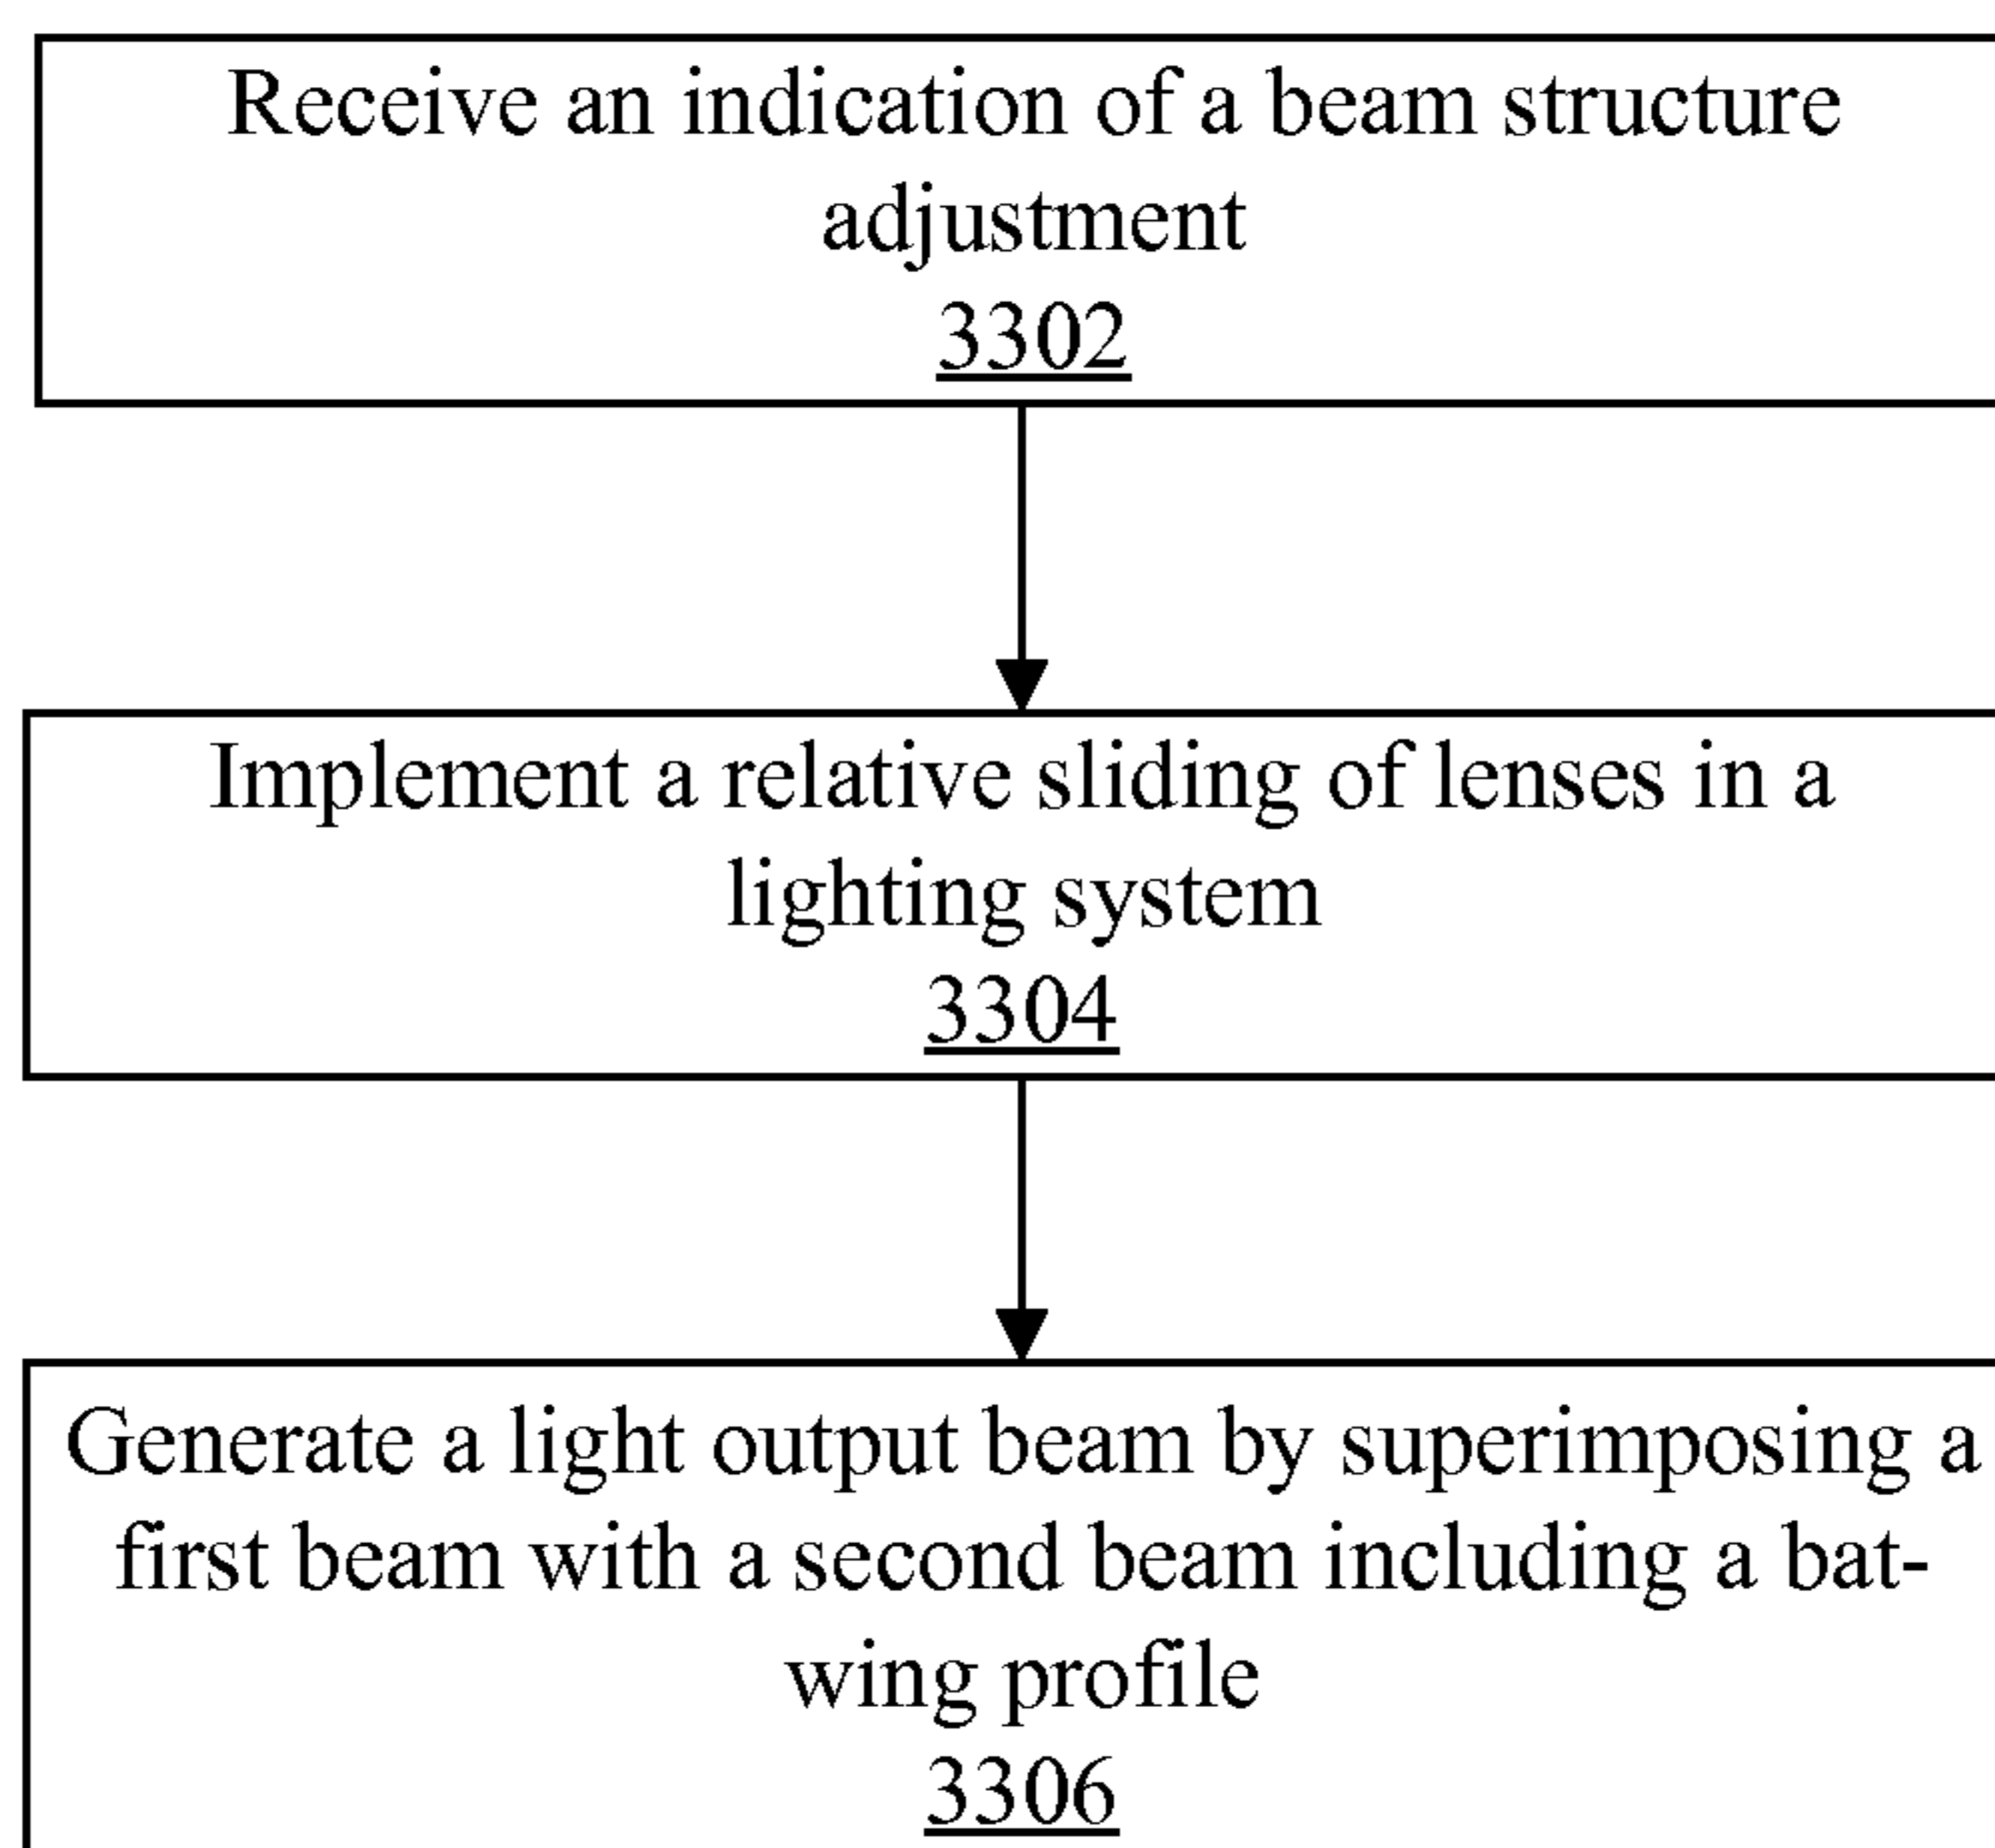 Receive an indication of a beam structure
adjustment
3302
Implement a relative sliding of lenses in a
lighting system
3304
Generate a light output beam by superimposing a
first beam with a second beam including a bat-
wing profile
3306